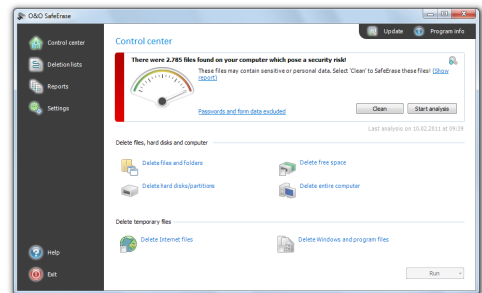 O&O SafeErase
Update
Program info
Control center
Deletion lists
Reports
Settings
Help
Exit
Control center
There were 2.785 files found on your computer which pose a security risk!
These files may contain sensitive or personal data. Select 'Clean' to SafeErase these files! (Show
report)
Passwords and form data excluded
Clean
Start analysis
Last analysis on 10.02.2011 at 09:39
Delete files, hard disks and computer
Delete files and folders
Delete free space
Delete hard disks/partitions
Delete entire computer
Delete temporary files
Delete Internet files
Delete Windows and program files
Run